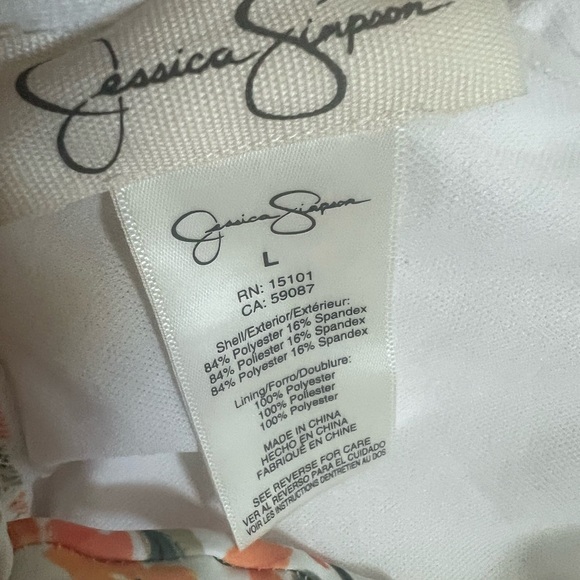 Jessica Simpson
Jessica Simpson
L
RN: 15101
CA: 59087
Shell/Exterior/Extérieur:
84% Polyester 16% Spandex
84% Poliester 16% Spandex
84% Polyester 16% Spandex
Lining/Forro/Doublure:
100% Polyester
100% Poliester
100% Polyester
MADE IN CHINA
HECHO EN CHINA
FABRIQUÉ EN CHINE
SEE REVERSE FOR CARE
VER AL REVERSO PARA EL CUIDADO
VOIR LES INSTRUCTIONS D'ENTRETIEN AU DOS